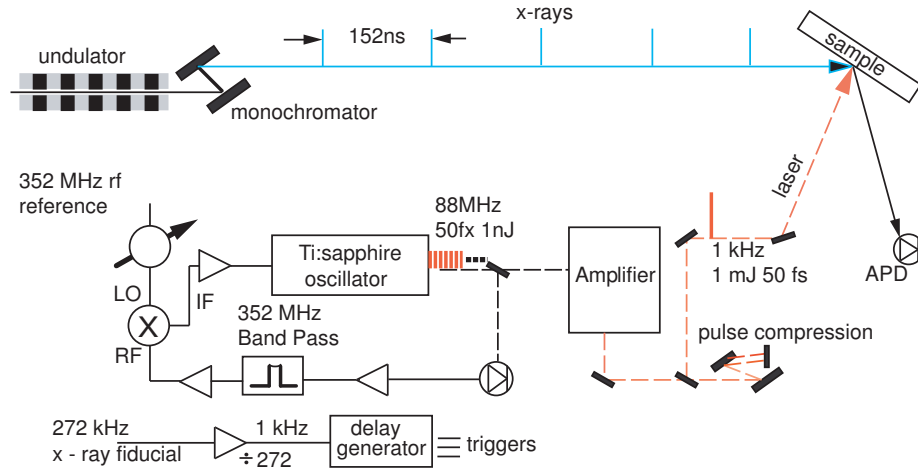 x-rays
undulator
152ns
sample
monochromator
laser
352 MHz rf
reference
88MHz
50fx 1nJ
Ti:sapphire
oscillator
Amplifier
1 kHz
1 mJ 50 fs
APD
LO
IF
X
RF
352 MHz
Band Pass
pulse compression
272 kHz
x - ray fiducial
1 kHz
÷272
delay
generator
triggers